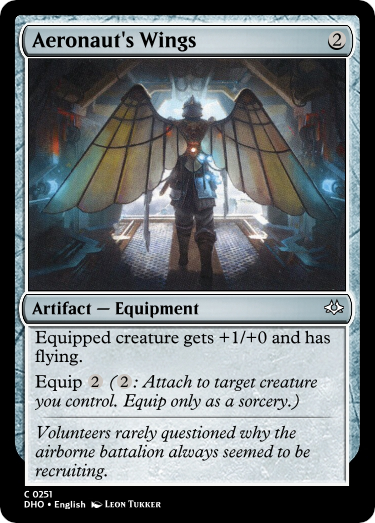 Aeronaut's Wings 2
Artifact — Equipment
Equipped creature gets +1/+0 and has
flying.
Equip 2 (2: Attach to target creature
you control. Equip only as a sorcery.)
Volunteers rarely questioned why the
airborne battalion always seemed to be
recruiting.
C 0251
DHO • English Leon Tukker